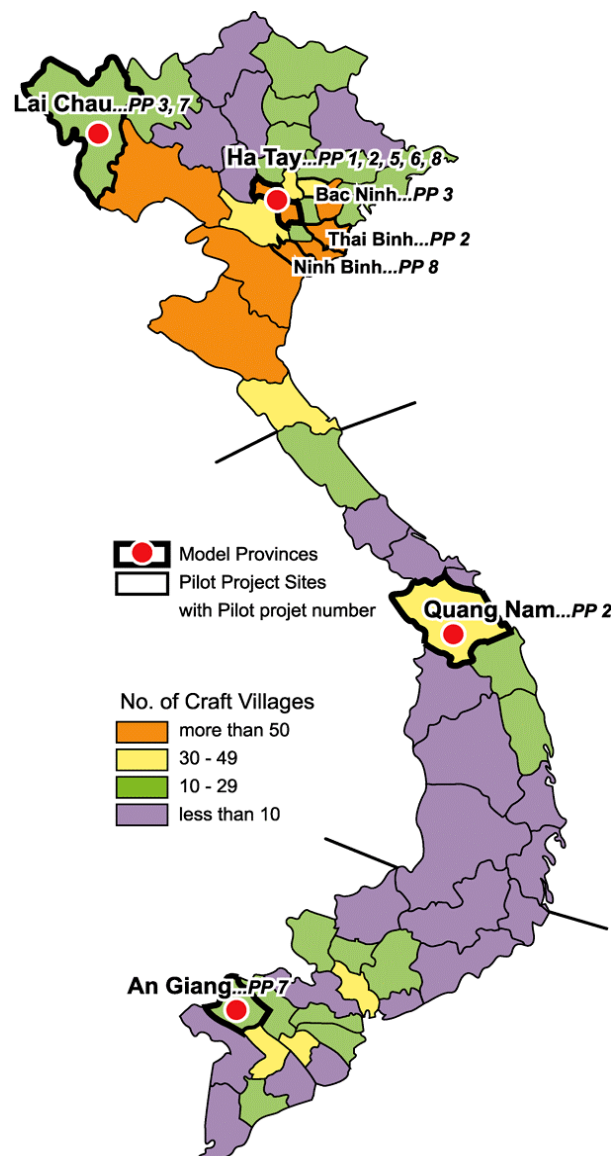 Lai Chau...PP 3, 7
Ha Tay...PP 1, 2, 5, 6, 8
Bac Ninh...PP 3
Thai Binh...PP 2
Ninh Binh...PP 8
Model Provinces
Pilot Project Sites
with Pilot projet number
Quang Nam...PP 2
No. of Craft Villages
more than 50
30 - 49
10 - 29
less than 10
An Giang...PP 7